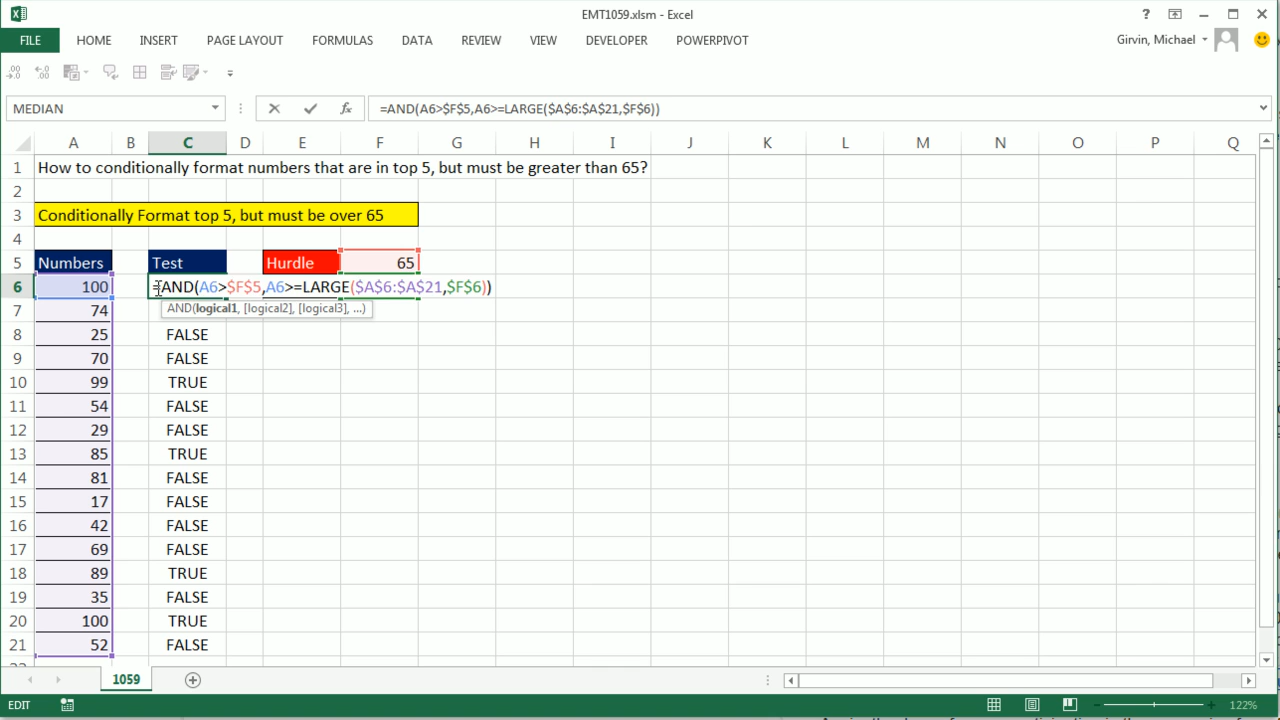 EMT1059.xlsm - Excel
?
FILE HOME INSERT PAGE LAYOUT FORMULAS DATA REVIEW VIEW DEVELOPER POWERPIVOT Girvin, Michael
MEDIAN fx =AND(A6>$F$5,A6>=LARGE($A$6:$A$21,$F$6))
A B C D E F G H I J K L M N O P Q
1 How to conditionally format numbers that are in top 5, but must be greater than 65?
2
3 Conditionally Format top 5, but must be over 65
4
5 Numbers Test Hurdle 65
6 100 =AND(A6>$F$5,A6>=LARGE($A$6:$A$21,$F$6))
7 74 AND(logical1, [logical2], [logical3], ...)
8 25 FALSE
9 70 FALSE
10 99 TRUE
11 54 FALSE
12 29 FALSE
13 85 TRUE
14 81 FALSE
15 17 FALSE
16 42 FALSE
17 69 FALSE
18 89 TRUE
19 35 FALSE
20 100 TRUE
21 52 FALSE
1059
EDIT 122%